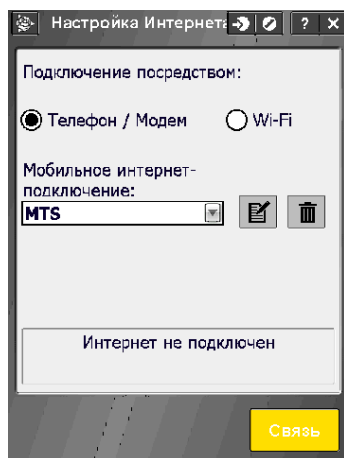 Настройка Интернета
? ×
Подключение посредством:
Телефон / Модем Wi-Fi
Мобильное интернет-
подключение:
MTS
Интернет не подключен
Связь